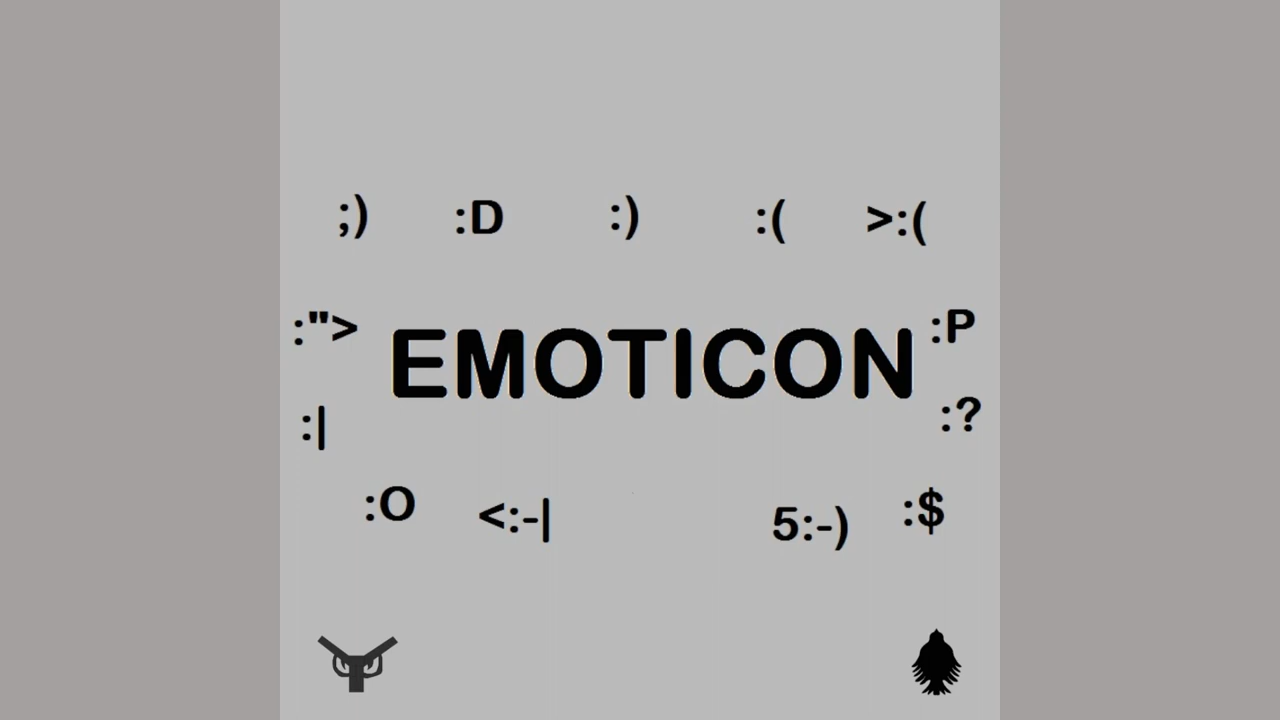 ;) :D :) :( >:(
:"> EMOTICON :P
:| :?
:O <:-| 5:-) :$